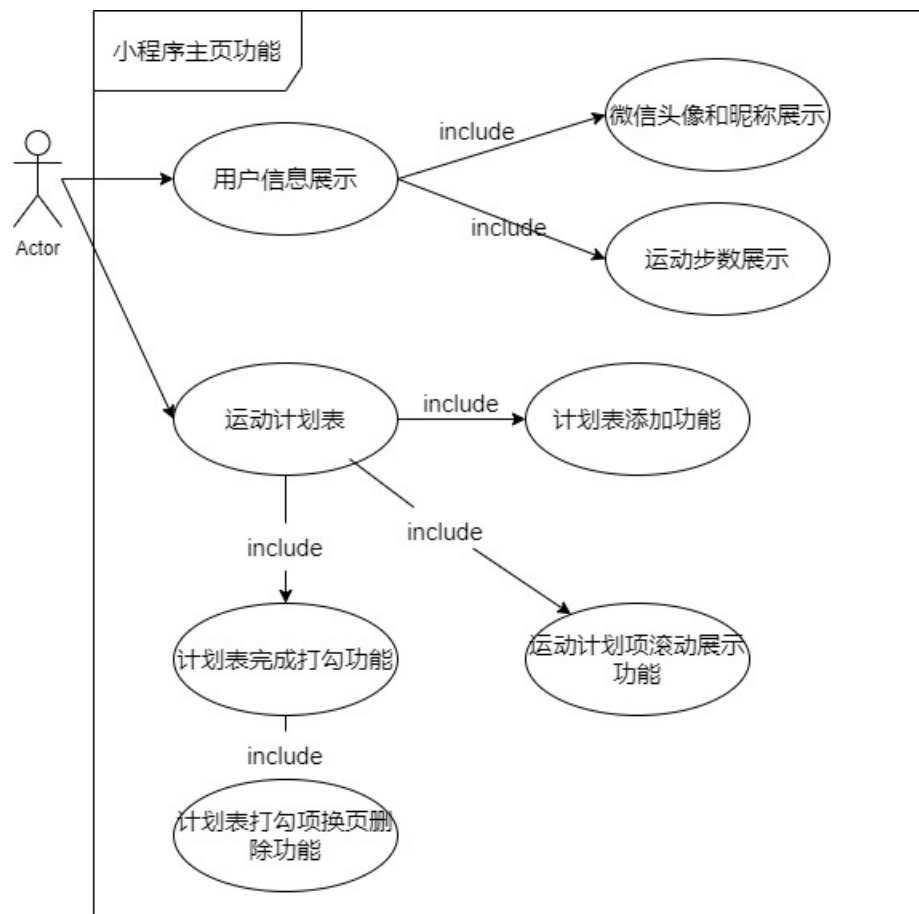 小程序主页功能
微信头像和昵称展示
include
用户信息展示
include
Actor
运动步数展示
运动计划表
include
计划表添加功能
include
include
计划表完成打勾功能
运动计划项滚动展示
功能
include
计划表打勾项换页删
除功能